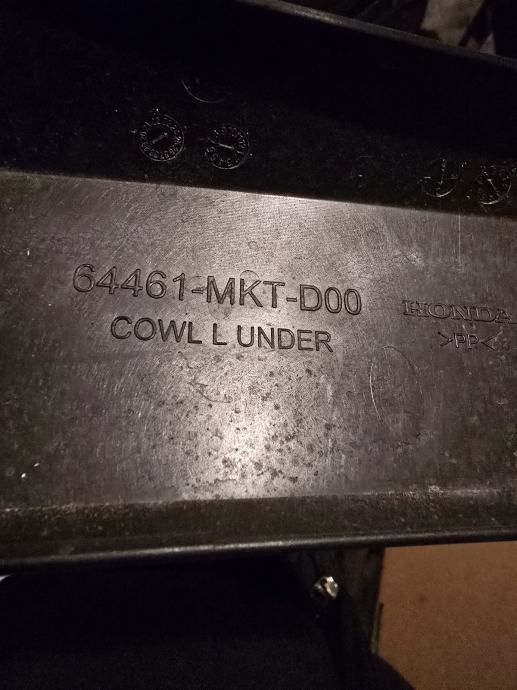 64461-MKT-D00
COWL L UNDER
HONDA
>PP<